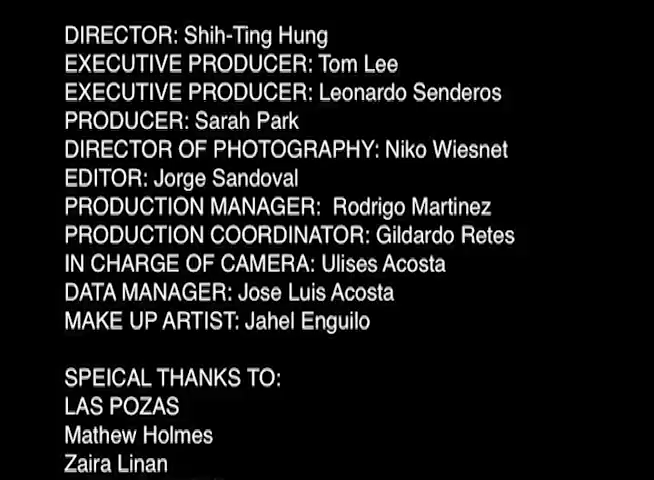 DIRECTOR: Shih-Ting Hung
EXECUTIVE PRODUCER: Tom Lee
EXECUTIVE PRODUCER: Leonardo Senderos
PRODUCER: Sarah Park
DIRECTOR OF PHOTOGRAPHY: Niko Wiesnet
EDITOR: Jorge Sandoval
PRODUCTION MANAGER:  Rodrigo Martinez
PRODUCTION COORDINATOR: Gildardo Retes
IN CHARGE OF CAMERA: Ulises Acosta
DATA MANAGER: Jose Luis Acosta
MAKE UP ARTIST: Jahel Enguilo
SPEICAL THANKS TO:
LAS POZAS
Mathew Holmes
Zaira Linan